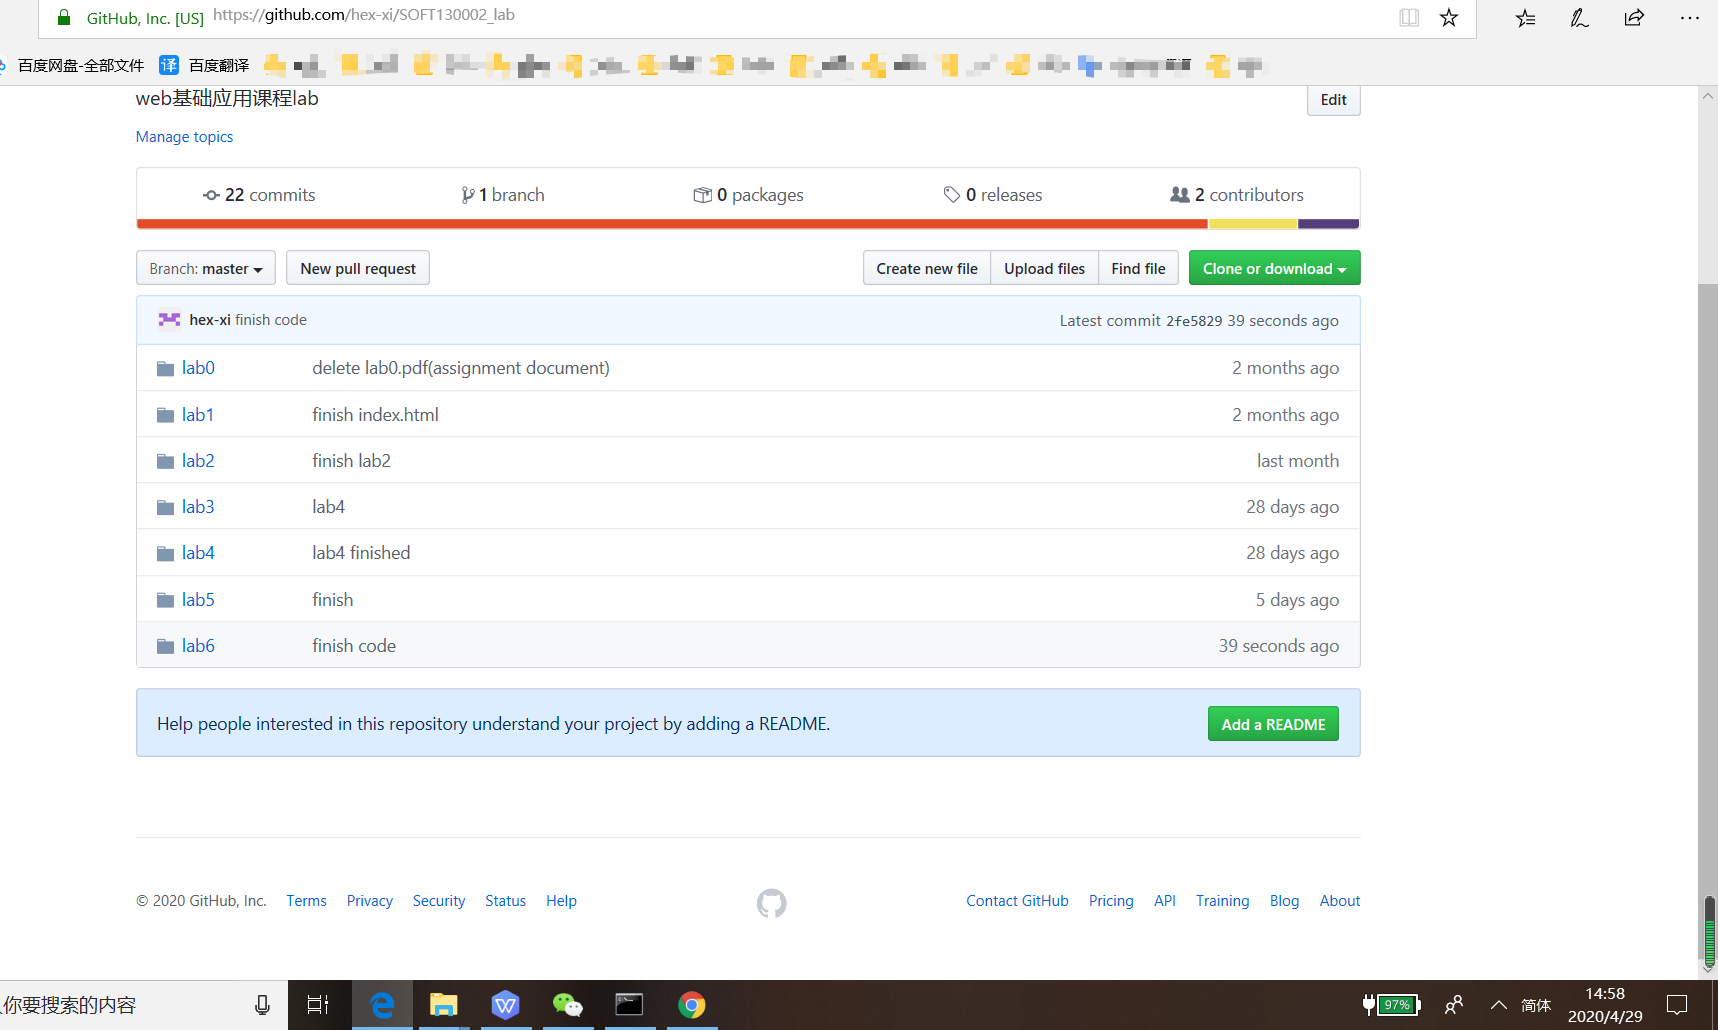 GitHub, Inc. [US] https://github.com/hex-xi/SOFT130002_lab
百度网盘-全部文件 译 百度翻译
web基础应用课程lab Edit
Manage topics
22 commits 1 branch 0 packages 0 releases 2 contributors
Branch: master New pull request Create new file Upload files Find file Clone or download
hex-xi finish code Latest commit 2fe5829 39 seconds ago
lab0 delete lab0.pdf(assignment document) 2 months ago
lab1 finish index.html 2 months ago
lab2 finish lab2 last month
lab3 lab4 28 days ago
lab4 lab4 finished 28 days ago
lab5 finish 5 days ago
lab6 finish code 39 seconds ago
Help people interested in this repository understand your project by adding a README. Add a README
© 2020 GitHub, Inc. Terms Privacy Security Status Help Contact GitHub Pricing API Training Blog About
你要搜索的内容 97% 简体 14:58
2020/4/29